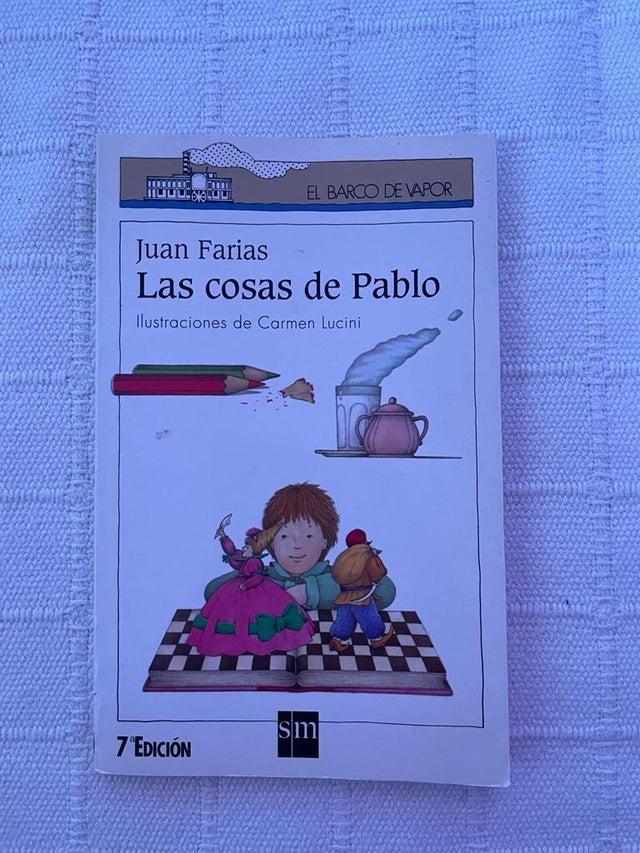 EL BARCO DE VAPOR
Juan Farias
Las cosas de Pablo
Ilustraciones de Carmen Lucini
sm
7ª EDICIÓN